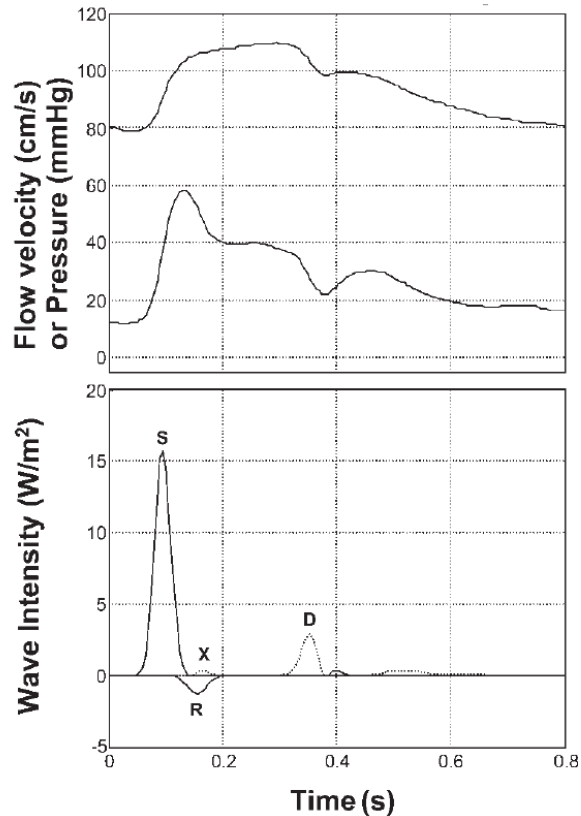 120
100
80
60
40
20
0
Flow velocity (cm/s)
or Pressure (mmHg)
20
15
10
5
0
-5
Wave Intensity (W/m²)
S
X
R
D
0
0.2
0.4
0.6
0.8
Time (s)